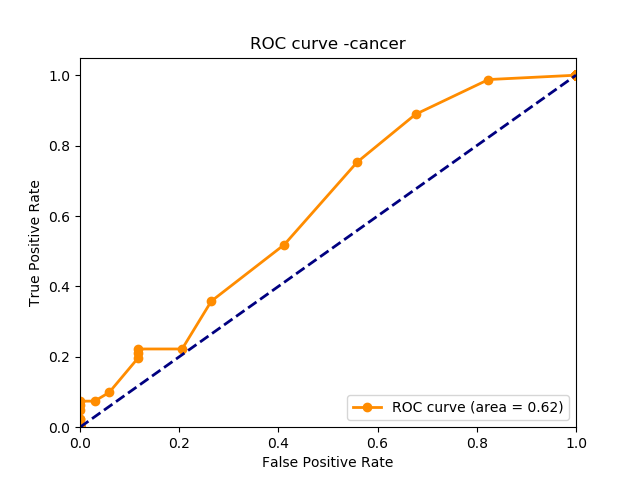 ROC curve -cancer
True Positive Rate
1.0
0.8
0.6
0.4
0.2
0.0
ROC curve (area = 0.62)
0.0 0.2 0.4 0.6 0.8 1.0
False Positive Rate